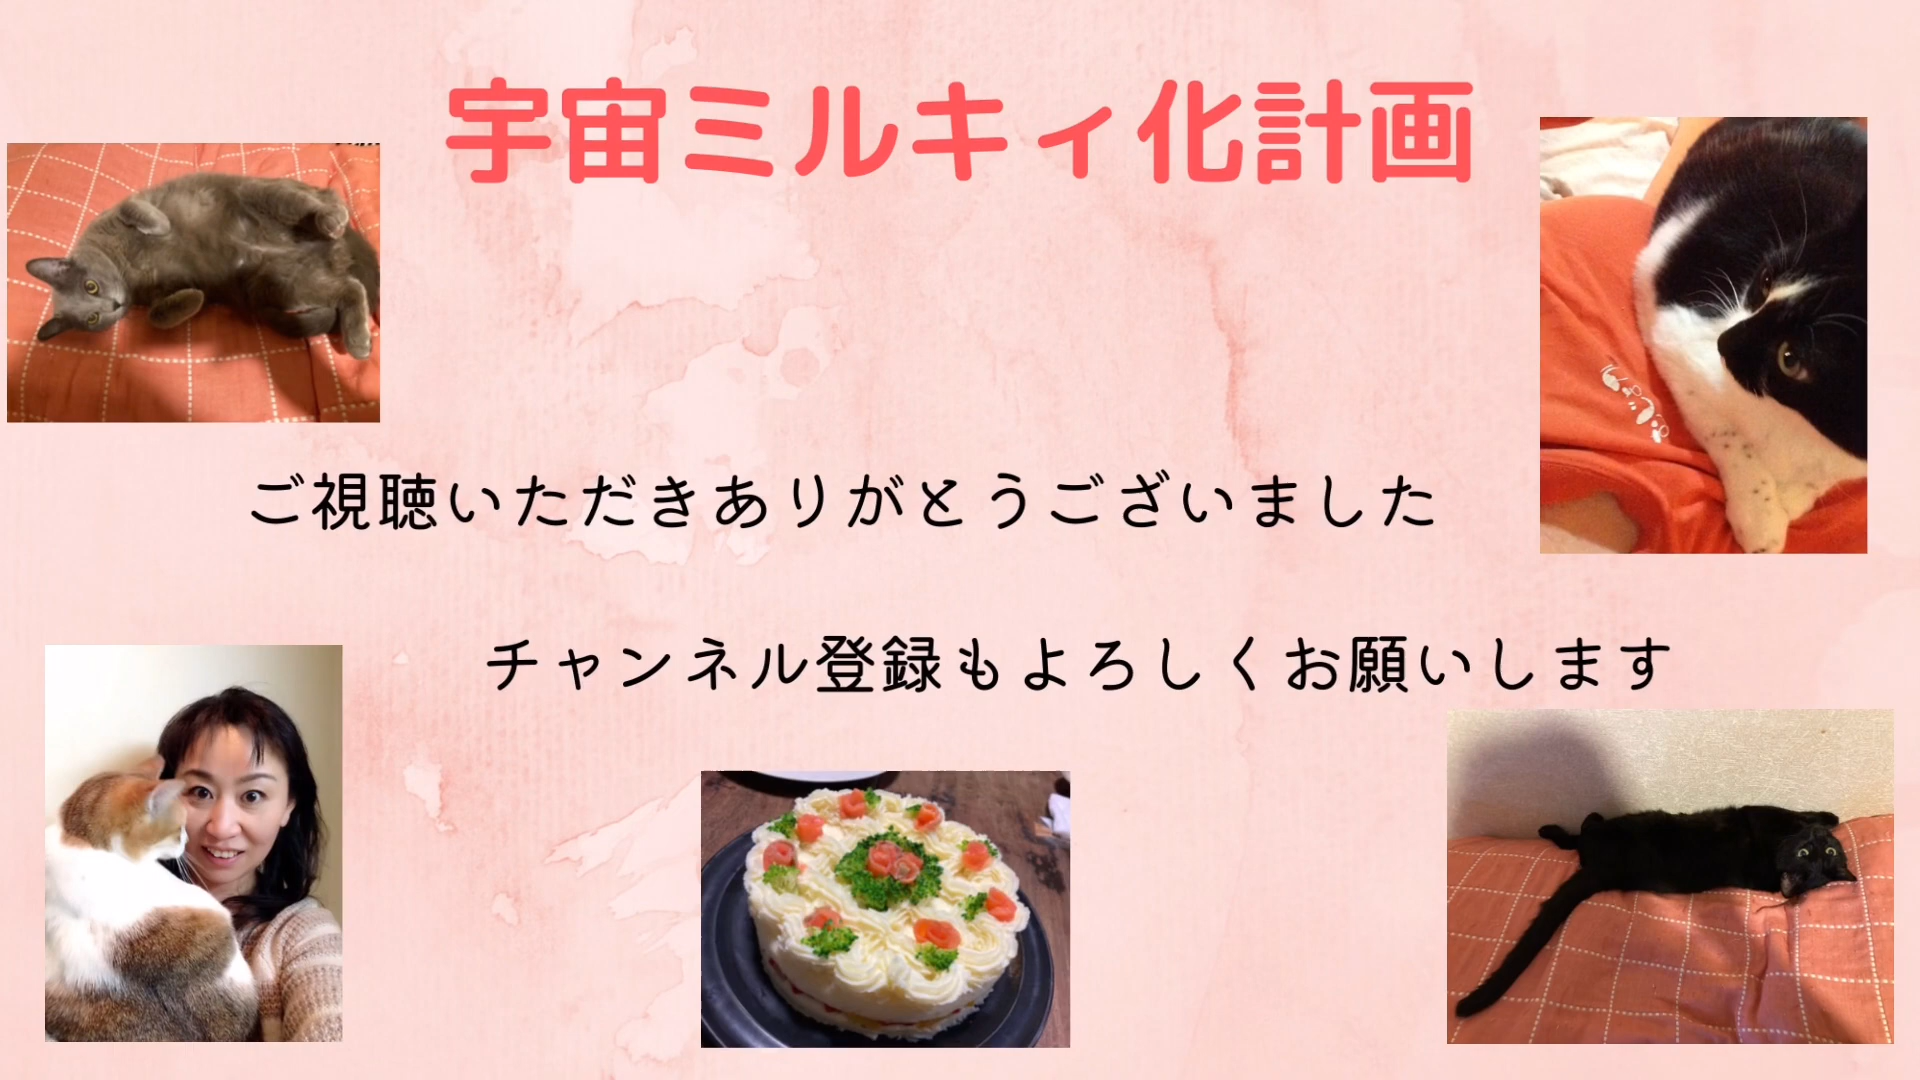 宇宙ミルキィ化計画
ご視聴いただきありがとうございました
チャンネル登録もよろしくお願いします